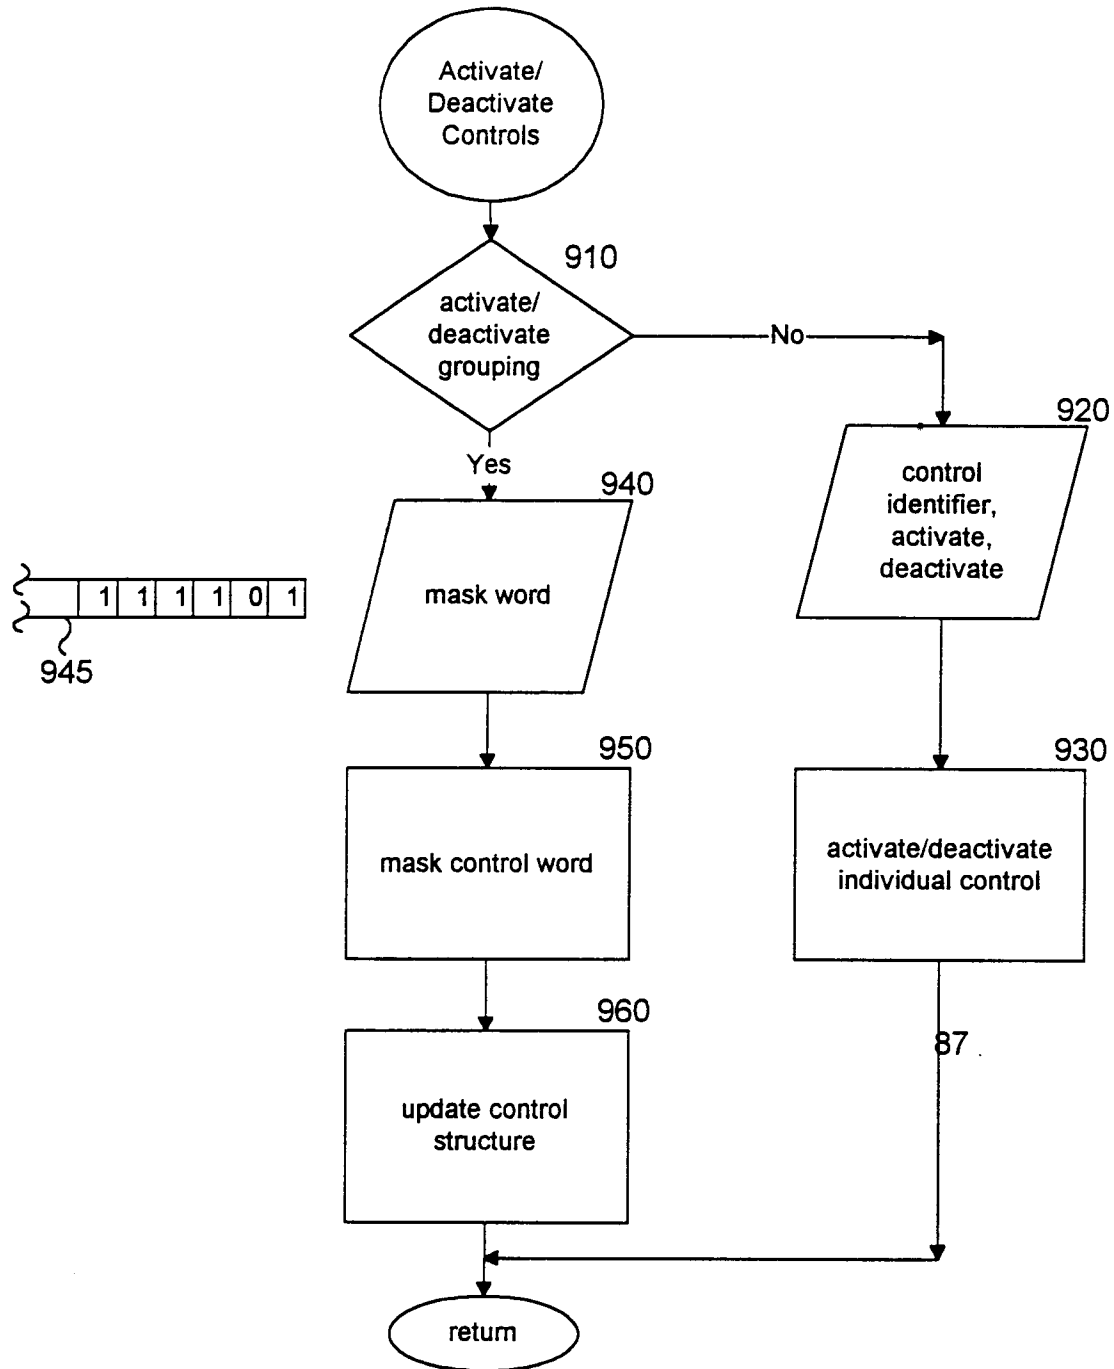 Activate/
Deactivate
Controls
910
activate/
deactivate
grouping
No
Yes
920
control
identifier,
activate,
deactivate
940
mask word
1 1 1 1 0 1
945
950
mask control word
930
activate/deactivate
individual control
960
update control
structure
87
return